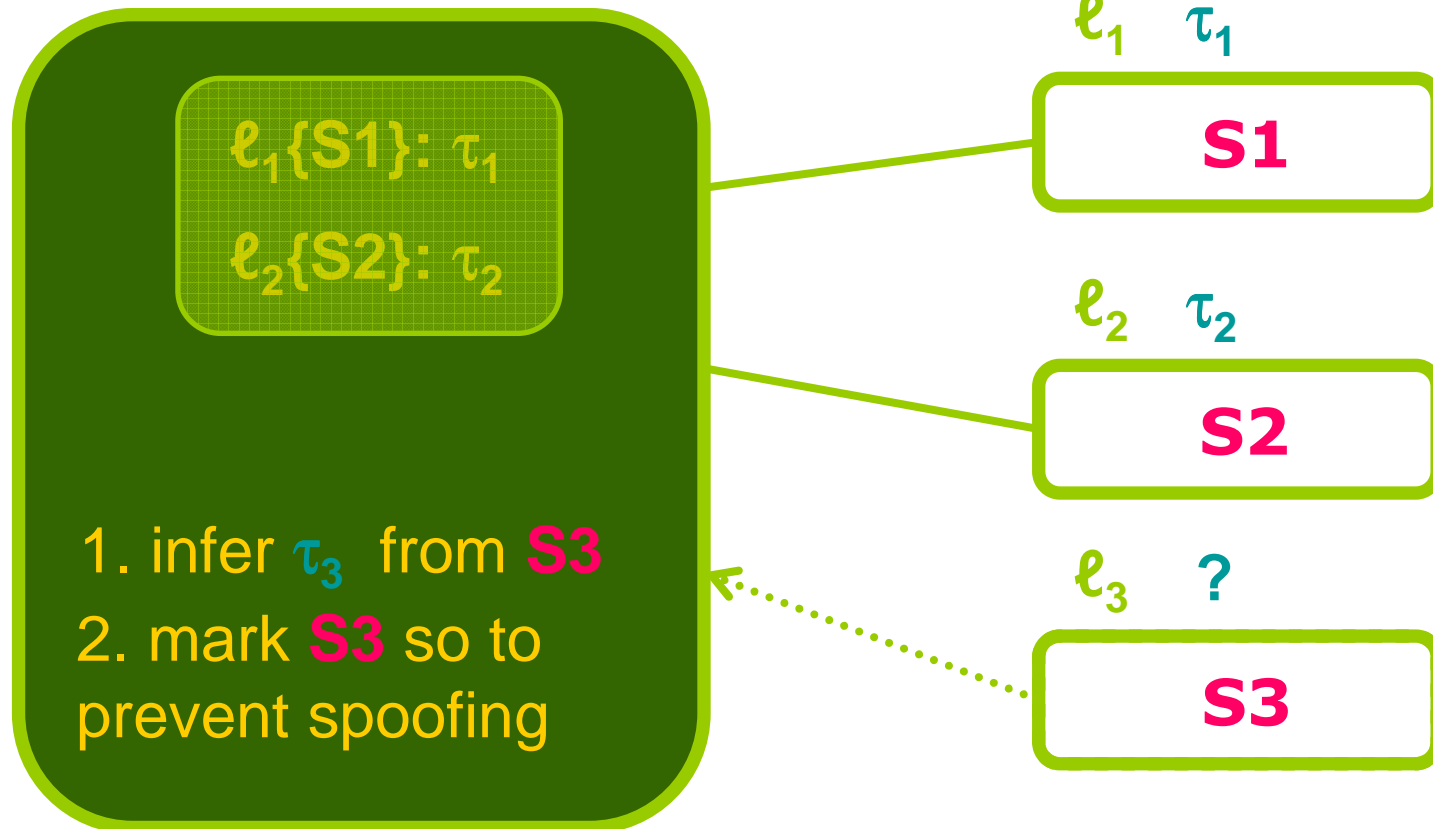 ℓ₁{S1}: τ₁
ℓ₂{S2}: τ₂
1. infer τ₃ from S3
2. mark S3 so to
prevent spoofing
ℓ₁ τ₁
S1
ℓ₂ τ₂
S2
ℓ₃ ?
S3